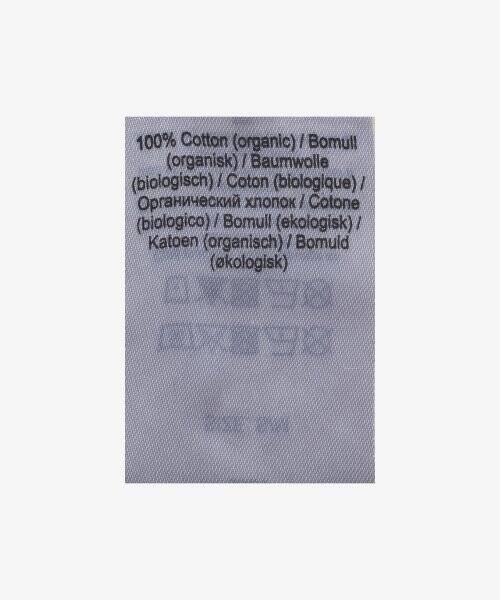 100% Cotton (organic) / Bomull
(organisk) / Baumwolle
(biologisch) / Coton (biologique) /
Органический хлопок / Cotone
(biologico) / Bomull (ekologisk) /
Katoen (organisch) / Bomuld
(økologisk)